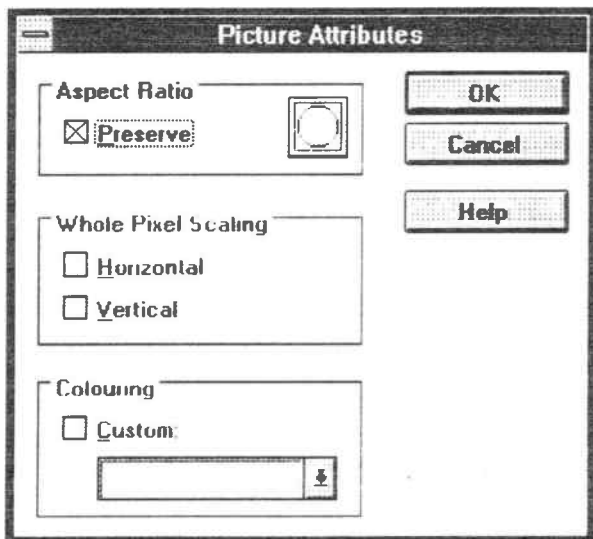 Picture Attributes
Aspect Ratio
Preserve
OK
Cancel
Help
Whole Pixel Scaling
Horizontal
Vertical
Colouring
Custom: